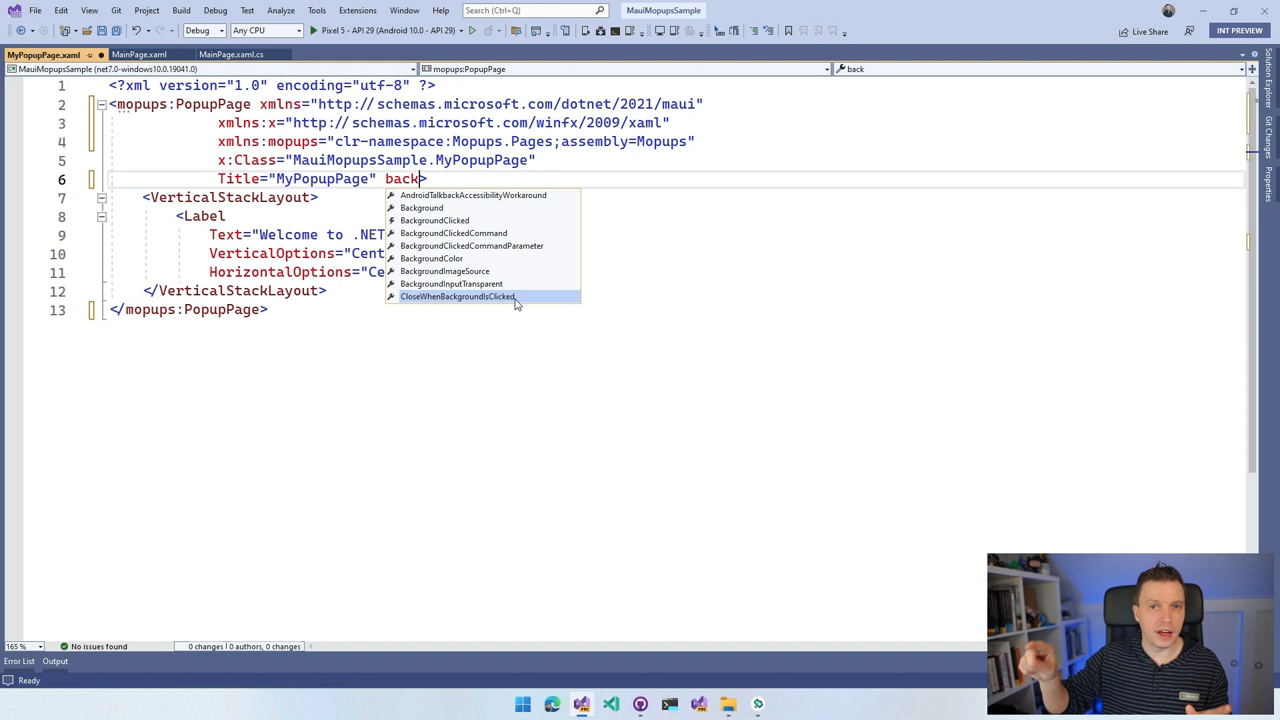 File Edit View Git Project Build Debug Test Analyze Tools Extensions Window Help Search (Ctrl+Q) MauiMopupsSample
Debug Any CPU Pixel 5 - API 29 (Android 10.0 - API 29) Live Share INT PREVIEW
MyPopupPage.xaml MainPage.xaml MainPage.xaml.cs
MauiMopupsSample (net7.0-windows10.0.19041.0) mopups:PopupPage back
1 <?xml version="1.0" encoding="utf-8" ?>
2 <mopups:PopupPage xmlns="http://schemas.microsoft.com/dotnet/2021/maui"
3 xmlns:x="http://schemas.microsoft.com/winfx/2009/xaml"
4 xmlns:mopups="clr-namespace:Mopups.Pages;assembly=Mopups"
5 x:Class="MauiMopupsSample.MyPopupPage"
6 Title="MyPopupPage" back>
7 <VerticalStackLayout>
8 <Label
9 Text="Welcome to .NET
10 VerticalOptions="Cent
11 HorizontalOptions="Ce
12 </VerticalStackLayout>
13 </mopups:PopupPage>
AndroidTalkbackAccessibilityWorkaround
Background
BackgroundClicked
BackgroundClickedCommand
BackgroundClickedCommandParameter
BackgroundColor
BackgroundImageSource
BackgroundInputTransparent
CloseWhenBackgroundIsClicked
Solution Explorer
Git Changes
Properties
165 % No issues found 0 changes | 0 authors, 0 changes
Error List Output
Ready